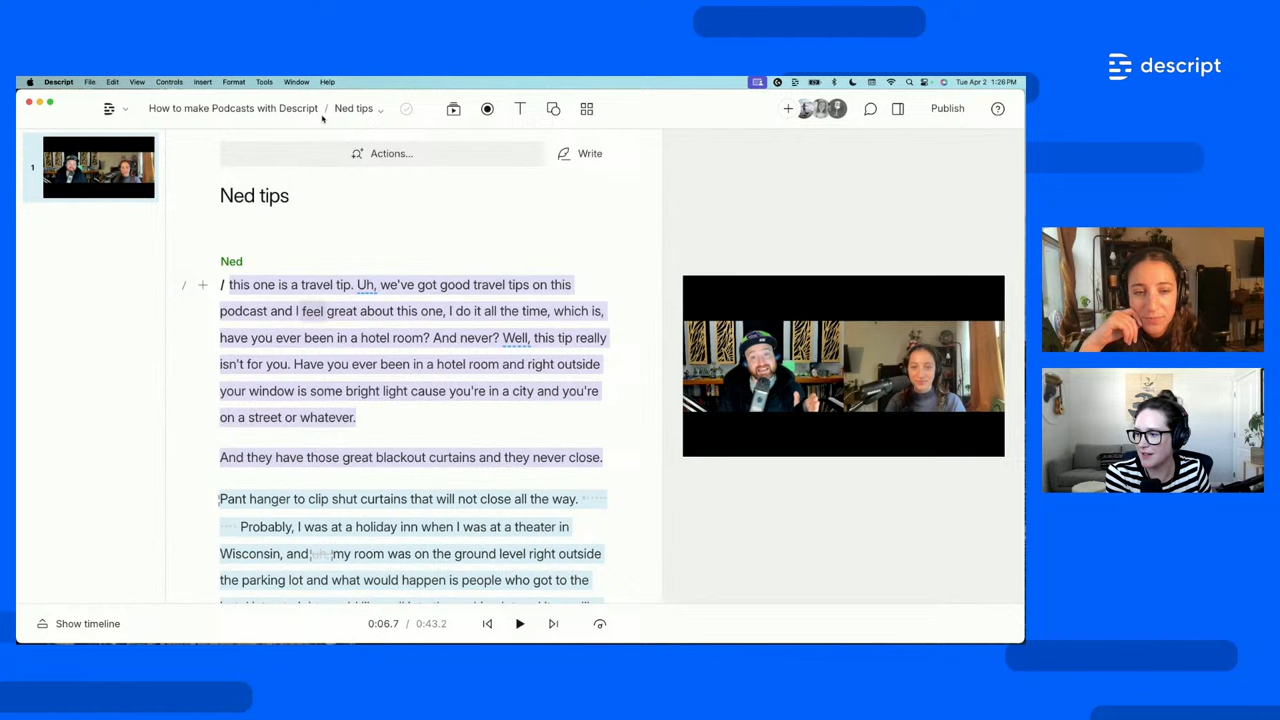 descript
Descript File Edit View Controls Insert Format Tools Window Help
Tue Apr 2 1:26PM
How to make Podcasts with Descript / Ned tips
Publish
1
Actions...
Write
Ned tips
Ned
/ this one is a travel tip. Uh, we've got good travel tips on this
podcast and I feel great about this one, I do it all the time, which is,
have you ever been in a hotel room? And never? Well, this tip really
isn't for you. Have you ever been in a hotel room and right outside
your window is some bright light cause you're in a city and you're
on a street or whatever.
And they have those great blackout curtains and they never close.
Pant hanger to clip shut curtains that will not close all the way.
Probably, I was at a holiday inn when I was at a theater in
Wisconsin, and uh, my room was on the ground level right outside
the parking lot and what would happen is people who got to the
Show timeline
0:06.7 / 0:43.2